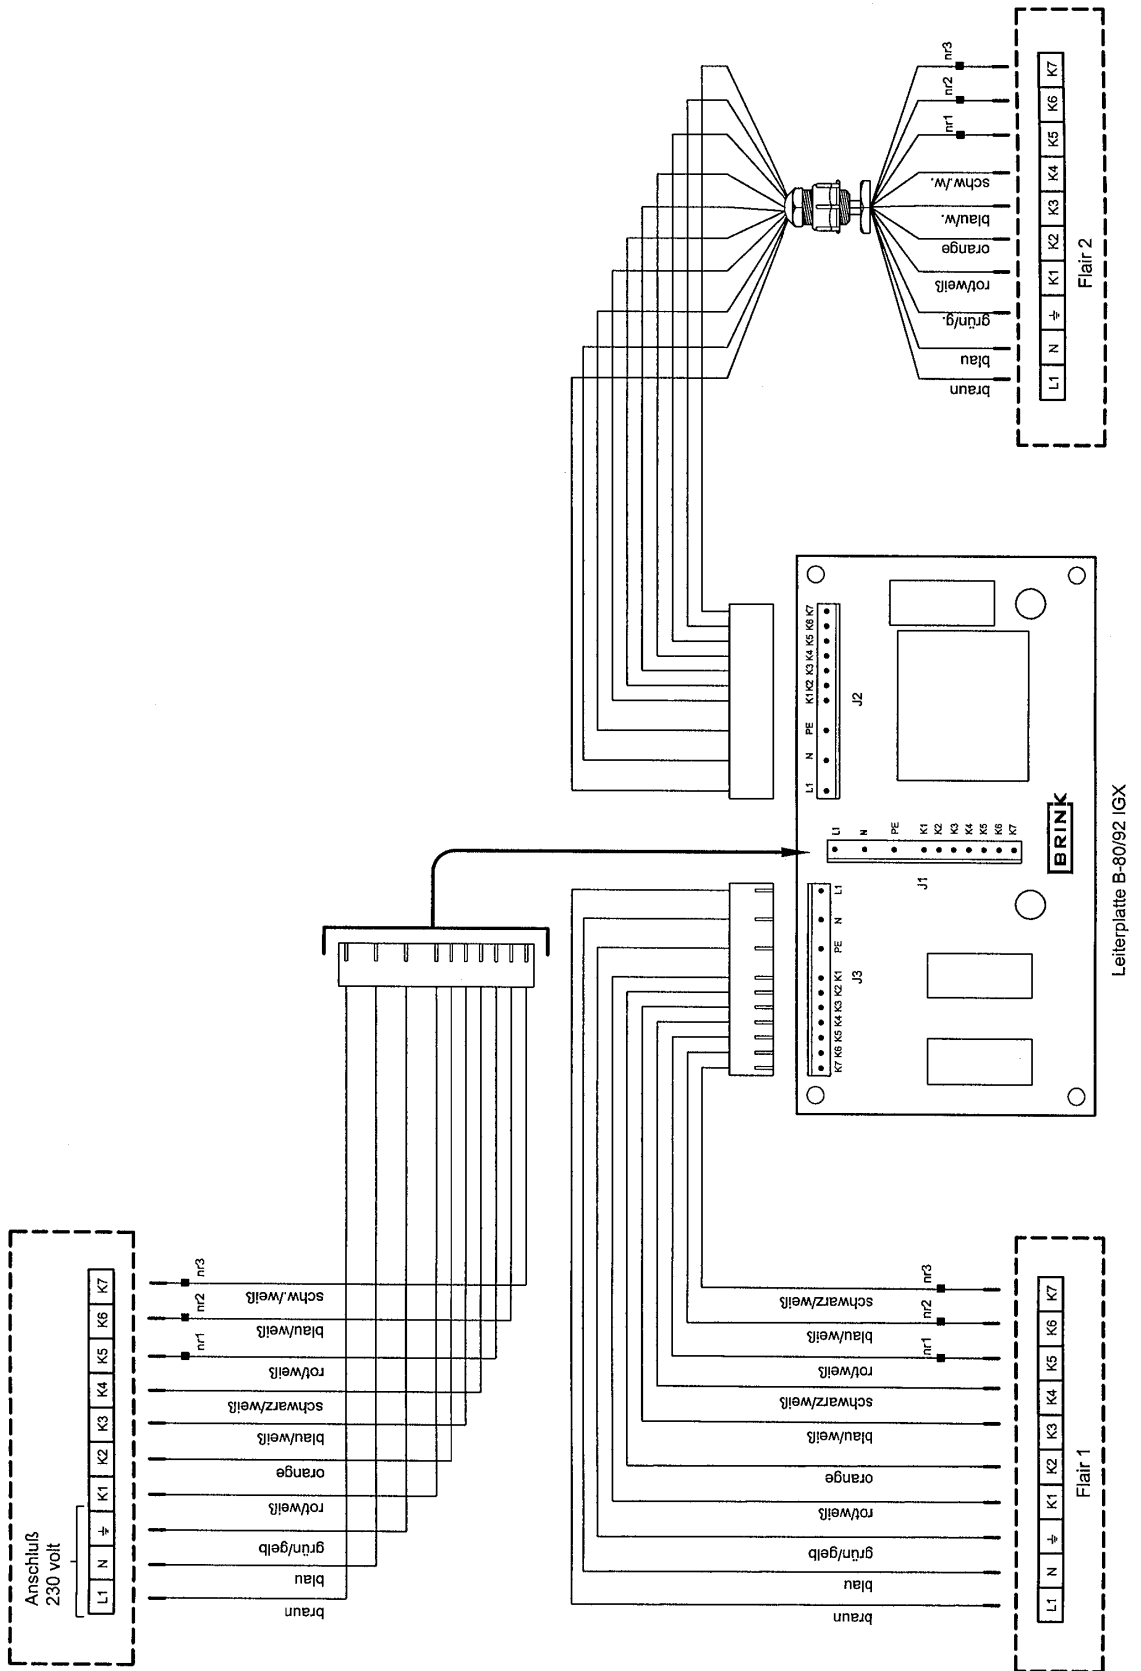 Anschluß
230 volt
L1 N ⏚ K1 K2 K3 K4 K5 K6 K7
nr1 nr2 nr3
braun
blau
grün/gelb
rot/weiß
orange
blau/weiß
schwarz/weiß
rot/weiß
blau/weiß
schw./weiß
braun
blau
grün/gelb
rot/weiß
orange
blau/weiß
schwarz/weiß
rot/weiß
blau/weiß
schwarz/weiß
nr1 nr2 nr3
L1 N ⏚ K1 K2 K3 K4 K5 K6 K7
Flair 1
K7 K6 K5 K4 K3 K2 K1 PE N L1
J3
L1
N
PE
K1
K2
K3
K4
K5
K6
K7
J1
L1 N PE K1 K2 K3 K4 K5 K6 K7
J2
BRINK
Leiterplatte B-80/92 IGX
braun
blau
grün/g.
rot/weiß
orange
blau/w.
schw./w.
nr1 nr2 nr3
L1 N ⏚ K1 K2 K3 K4 K5 K6 K7
Flair 2